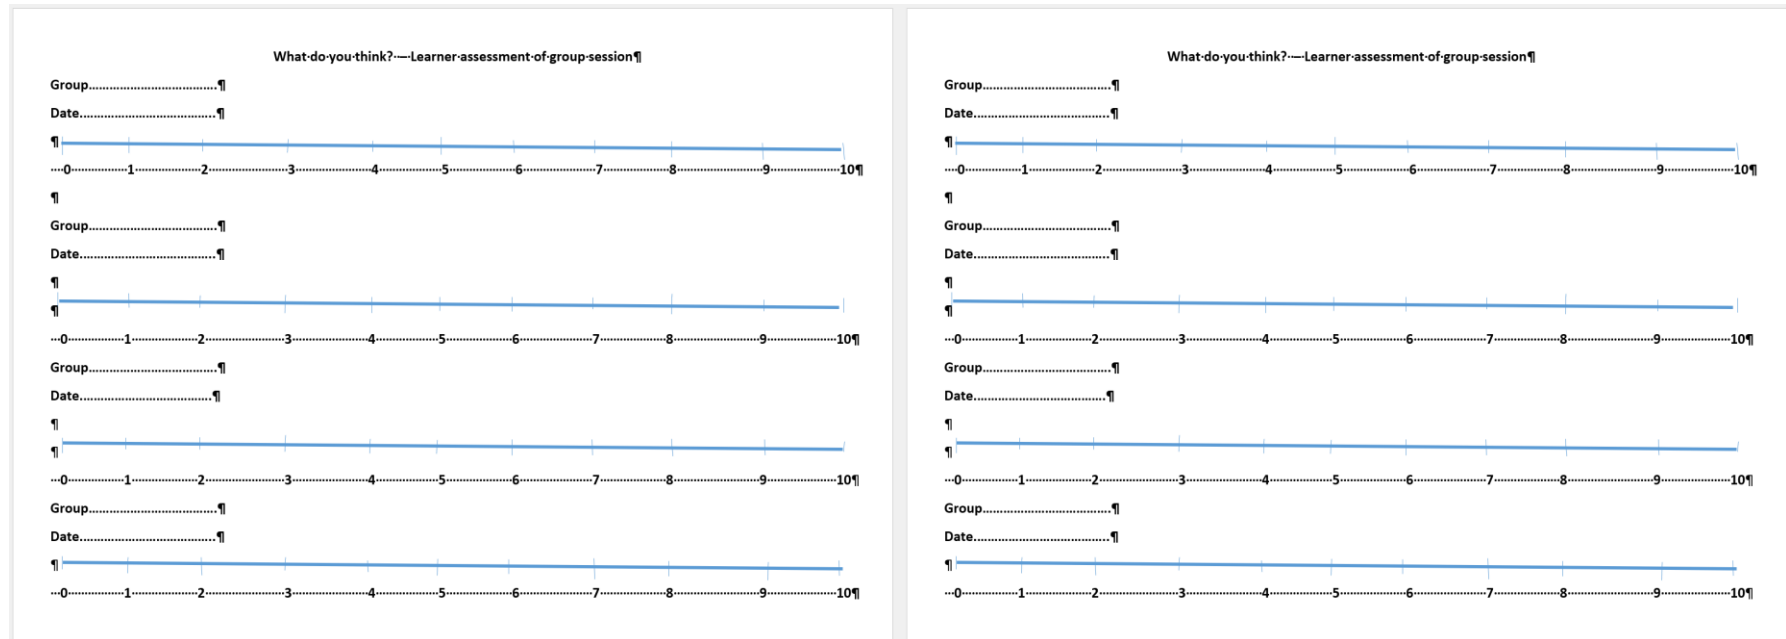 What do you think? – Learner assessment of group session¶
Group....................................¶
Date......................................¶
¶
0 1 2 3 4 5 6 7 8 9 10¶
¶
Group....................................¶
Date......................................¶
¶
¶
0 1 2 3 4 5 6 7 8 9 10¶
Group....................................¶
Date.....................................¶
¶
¶
0 1 2 3 4 5 6 7 8 9 10¶
Group....................................¶
Date......................................¶
¶
0 1 2 3 4 5 6 7 8 9 10¶
What do you think? – Learner assessment of group session¶
Group....................................¶
Date......................................¶
¶
0 1 2 3 4 5 6 7 8 9 10¶
¶
Group....................................¶
Date......................................¶
¶
¶
0 1 2 3 4 5 6 7 8 9 10¶
Group....................................¶
Date.....................................¶
¶
¶
0 1 2 3 4 5 6 7 8 9 10¶
Group....................................¶
Date......................................¶
¶
0 1 2 3 4 5 6 7 8 9 10¶